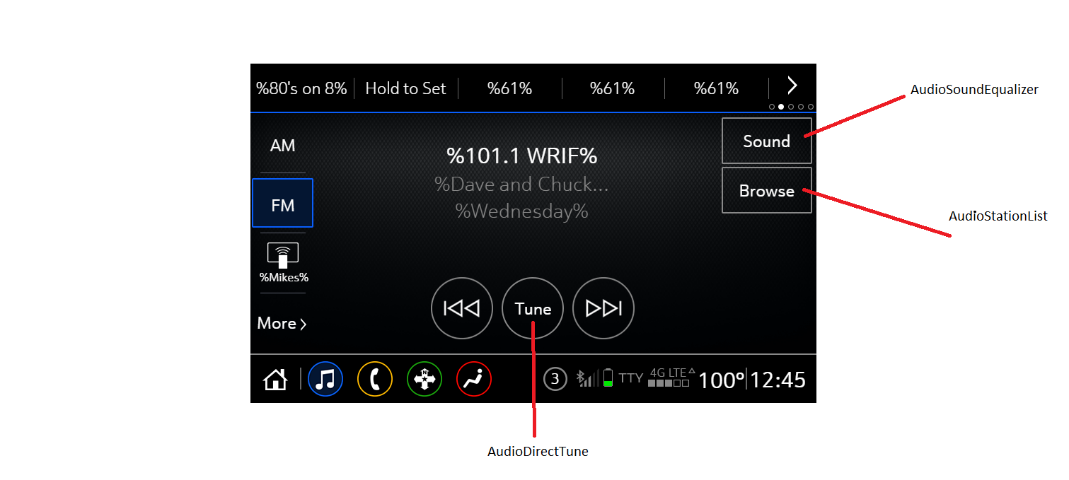 %80's on 8% Hold to Set %61% %61% %61%
AudioSoundEqualizer
AM
%101.1 WRIF%
Sound
FM
%Dave and Chuck...
Browse
%Wednesday%
AudioStationList
%Mikes%
More
Tune
3 TTY 4G LTE 100° 12:45
AudioDirectTune